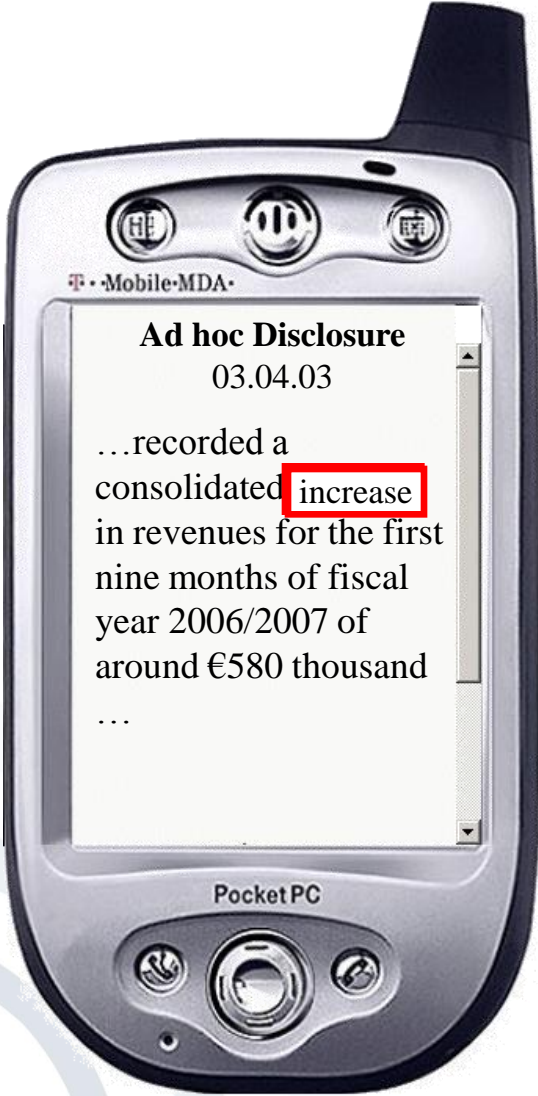 T··Mobile·MDA·
Ad hoc Disclosure
03.04.03
…recorded a
consolidated increase
in revenues for the first
nine months of fiscal
year 2006/2007 of
around €580 thousand
…
Pocket PC